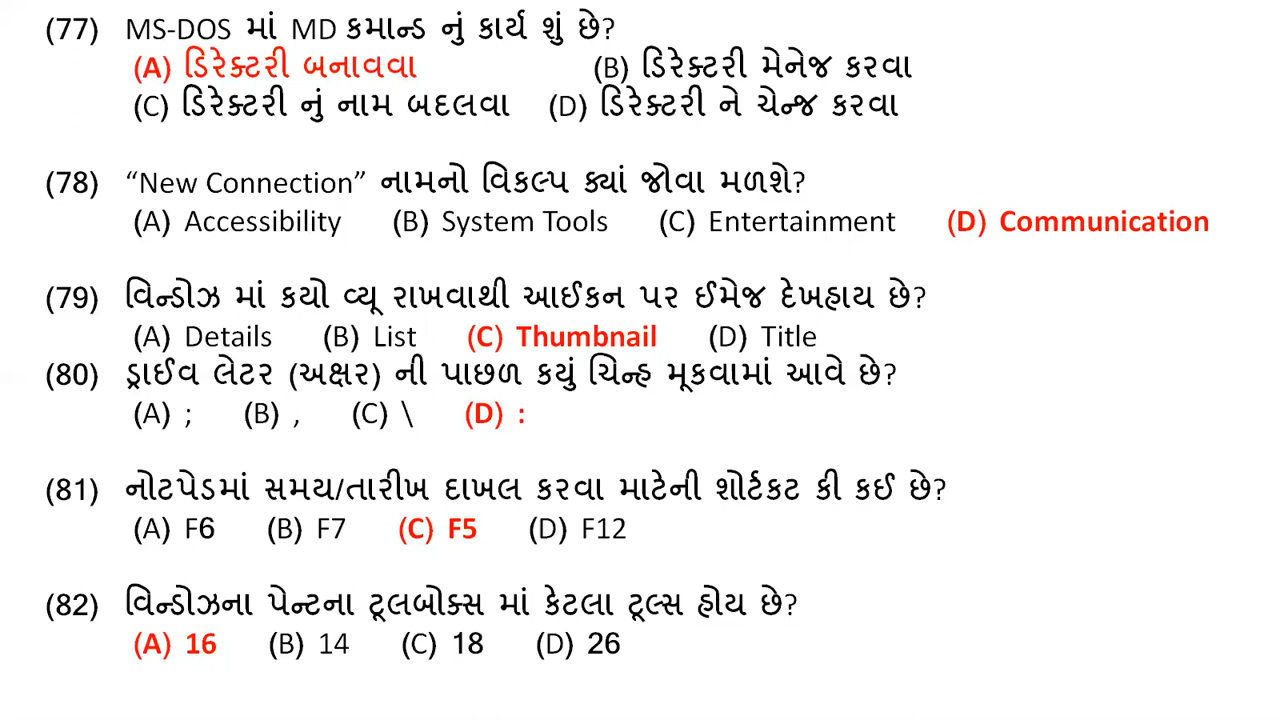 (77) MS-DOS માં MD કમાન્ડ નું કાર્ય શું છે?
(A) ડિરેક્ટરી બનાવવા (B) ડિરેક્ટરી મેનેજ કરવા
(C) ડિરેક્ટરી નું નામ બદલવા (D) ડિરેક્ટરી ને ચેન્જ કરવા
(78) “New Connection” નામનો વિકલ્પ ક્યાં જોવા મળશે?
(A) Accessibility (B) System Tools (C) Entertainment (D) Communication
(79) વિન્ડોઝ માં કયો વ્યૂ રાખવાથી આઈકન પર ઈમેજ દેખહાય છે?
(A) Details (B) List (C) Thumbnail (D) Title
(80) ડ્રાઈવ લેટર (અક્ષર) ની પાછળ કયું ચિન્હ મૂકવામાં આવે છે?
(A) ; (B) , (C) \ (D) :
(81) નોટપેડમાં સમય/તારીખ દાખલ કરવા માટેની શોર્ટકટ કી કઈ છે?
(A) F6 (B) F7 (C) F5 (D) F12
(82) વિન્ડોઝના પેન્ટના ટૂલબોક્સ માં કેટલા ટૂલ્સ હોય છે?
(A) 16 (B) 14 (C) 18 (D) 26